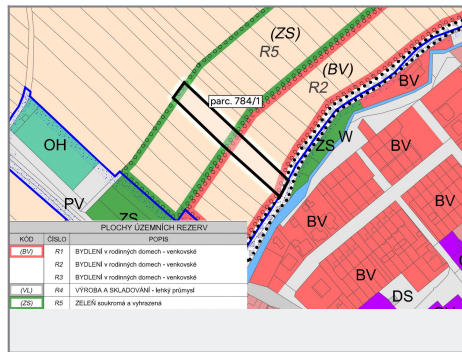 (ZS)
R5
(BV)
R2
BV
parc. 784/1
OH
ZS
W
BV
PV
ZS
BV
BV
BV
DS
PLOCHY ÚZEMNÍCH REZERV
KÓD ČÍSLO POPIS
(BV) R1 BYDLENÍ v rodinných domech - venkovské
R2 BYDLENÍ v rodinných domech - venkovské
R3 BYDLENÍ v rodinných domech - venkovské
(VL) R4 VÝROBA A SKLADOVÁNÍ - lehký průmysl
(ZS) R5 ZELEŇ soukromá a vyhrazená